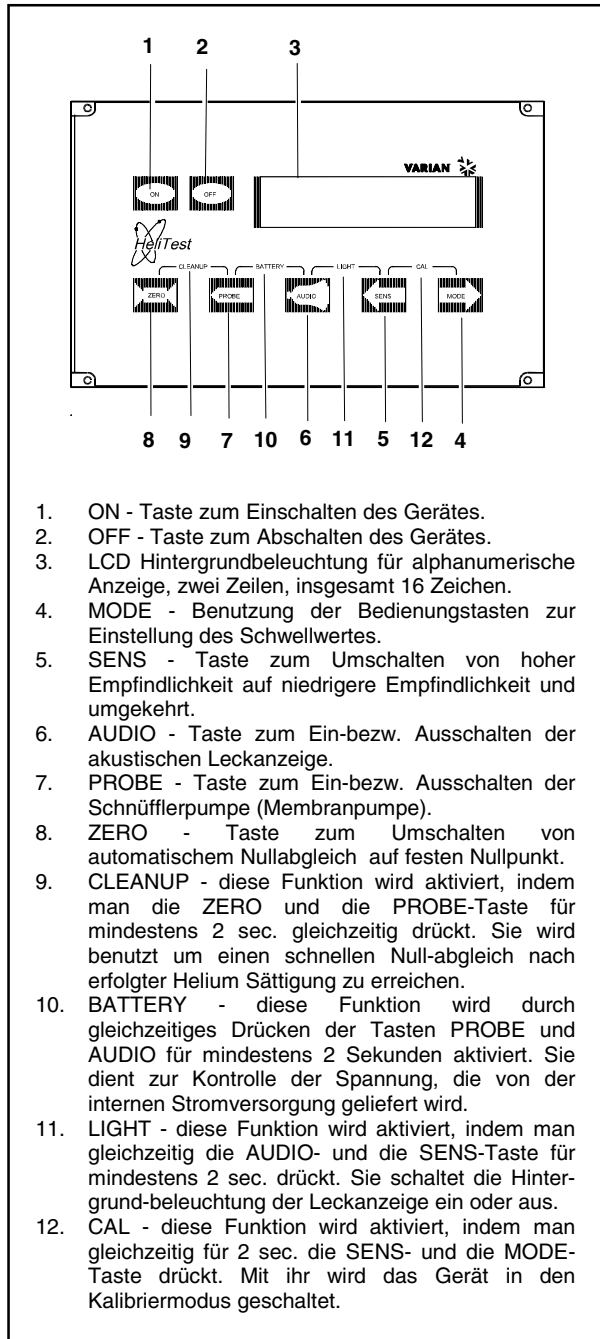 1 2 3
VARIAN
ON OFF
HeliTest
CLEANUP BATTERY LIGHT CAL
ZERO PROBE AUDIO SENS MODE
8 9 7 10 6 11 5 12 4
1. ON - Taste zum Einschalten des Gerätes.
2. OFF - Taste zum Abschalten des Gerätes.
3. LCD Hintergrundbeleuchtung für alphanumerische
Anzeige, zwei Zeilen, insgesamt 16 Zeichen.
4. MODE - Benutzung der Bedienungstasten zur
Einstellung des Schwellwertes.
5. SENS - Taste zum Umschalten von hoher
Empfindlichkeit auf niedrigere Empfindlichkeit und
umgekehrt.
6. AUDIO - Taste zum Ein-bezw. Ausschalten der
akustischen Leckanzeige.
7. PROBE - Taste zum Ein-bezw. Ausschalten der
Schnüfflerpumpe (Membranpumpe).
8. ZERO - Taste zum Umschalten von
automatischem Nullabgleich auf festen Nullpunkt.
9. CLEANUP - diese Funktion wird aktiviert, indem
man die ZERO und die PROBE-Taste für
mindestens 2 sec. gleichzeitig drückt. Sie wird
benutzt um einen schnellen Null-abgleich nach
erfolgter Helium Sättigung zu erreichen.
10. BATTERY - diese Funktion wird durch
gleichzeitiges Drücken der Tasten PROBE und
AUDIO für mindestens 2 Sekunden aktiviert. Sie
dient zur Kontrolle der Spannung, die von der
internen Stromversorgung geliefert wird.
11. LIGHT - diese Funktion wird aktiviert, indem man
gleichzeitig die AUDIO- und die SENS-Taste für
mindestens 2 sec. drückt. Sie schaltet die Hinter-
grund-beleuchtung der Leckanzeige ein oder aus.
12. CAL - diese Funktion wird aktiviert, indem man
gleichzeitig für 2 sec. die SENS- und die MODE-
Taste drückt. Mit ihr wird das Gerät in den
Kalibriermodus geschaltet.